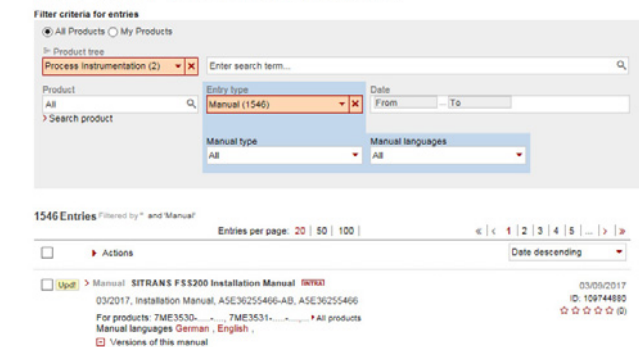 Filter criteria for entries
All Products My Products
Product tree
Process Instrumentation (2) Enter search term...
Product Entry type Date
All Manual (1546) From ... To
> Search product
Manual type Manual languages
All All
1546 Entries Filtered by " and 'Manual'
Entries per page: 20 | 50 | 100 | « | < 1 | 2 | 3 | 4 | 5 | ... | > | »
Actions Date descending
Upd! > Manual SITRANS FSS200 Installation Manual INTRA 03/09/2017
03/2017, Installation Manual, A5E36255466-AB, A5E36255466 ID: 109744880
(0)
For products: 7ME3530-.....-...., 7ME3531-.....-...., All products
Manual languages German , English ,
Versions of this manual